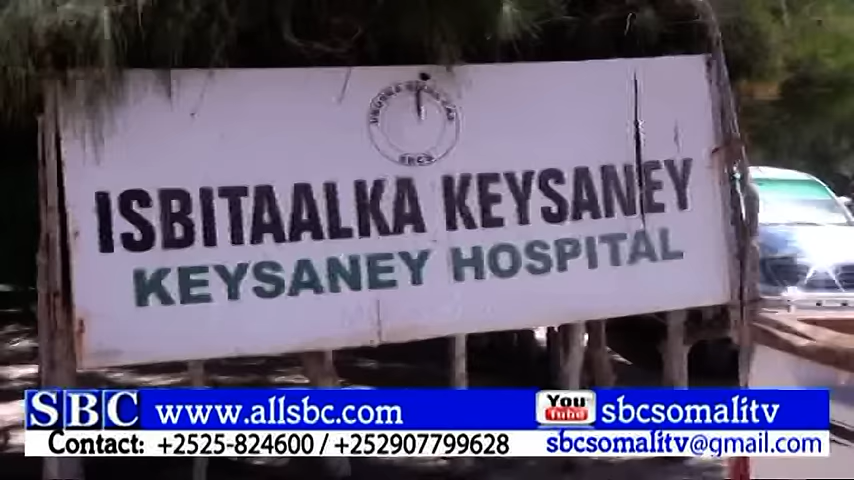 ISBITAALKA KEYSANEY
KEYSANEY HOSPITAL
SBC www.allsbc.com
You Tube sbcsomalitv
Contact: +2525-824600 / +252907799628
sbcsomalitv@gmail.com